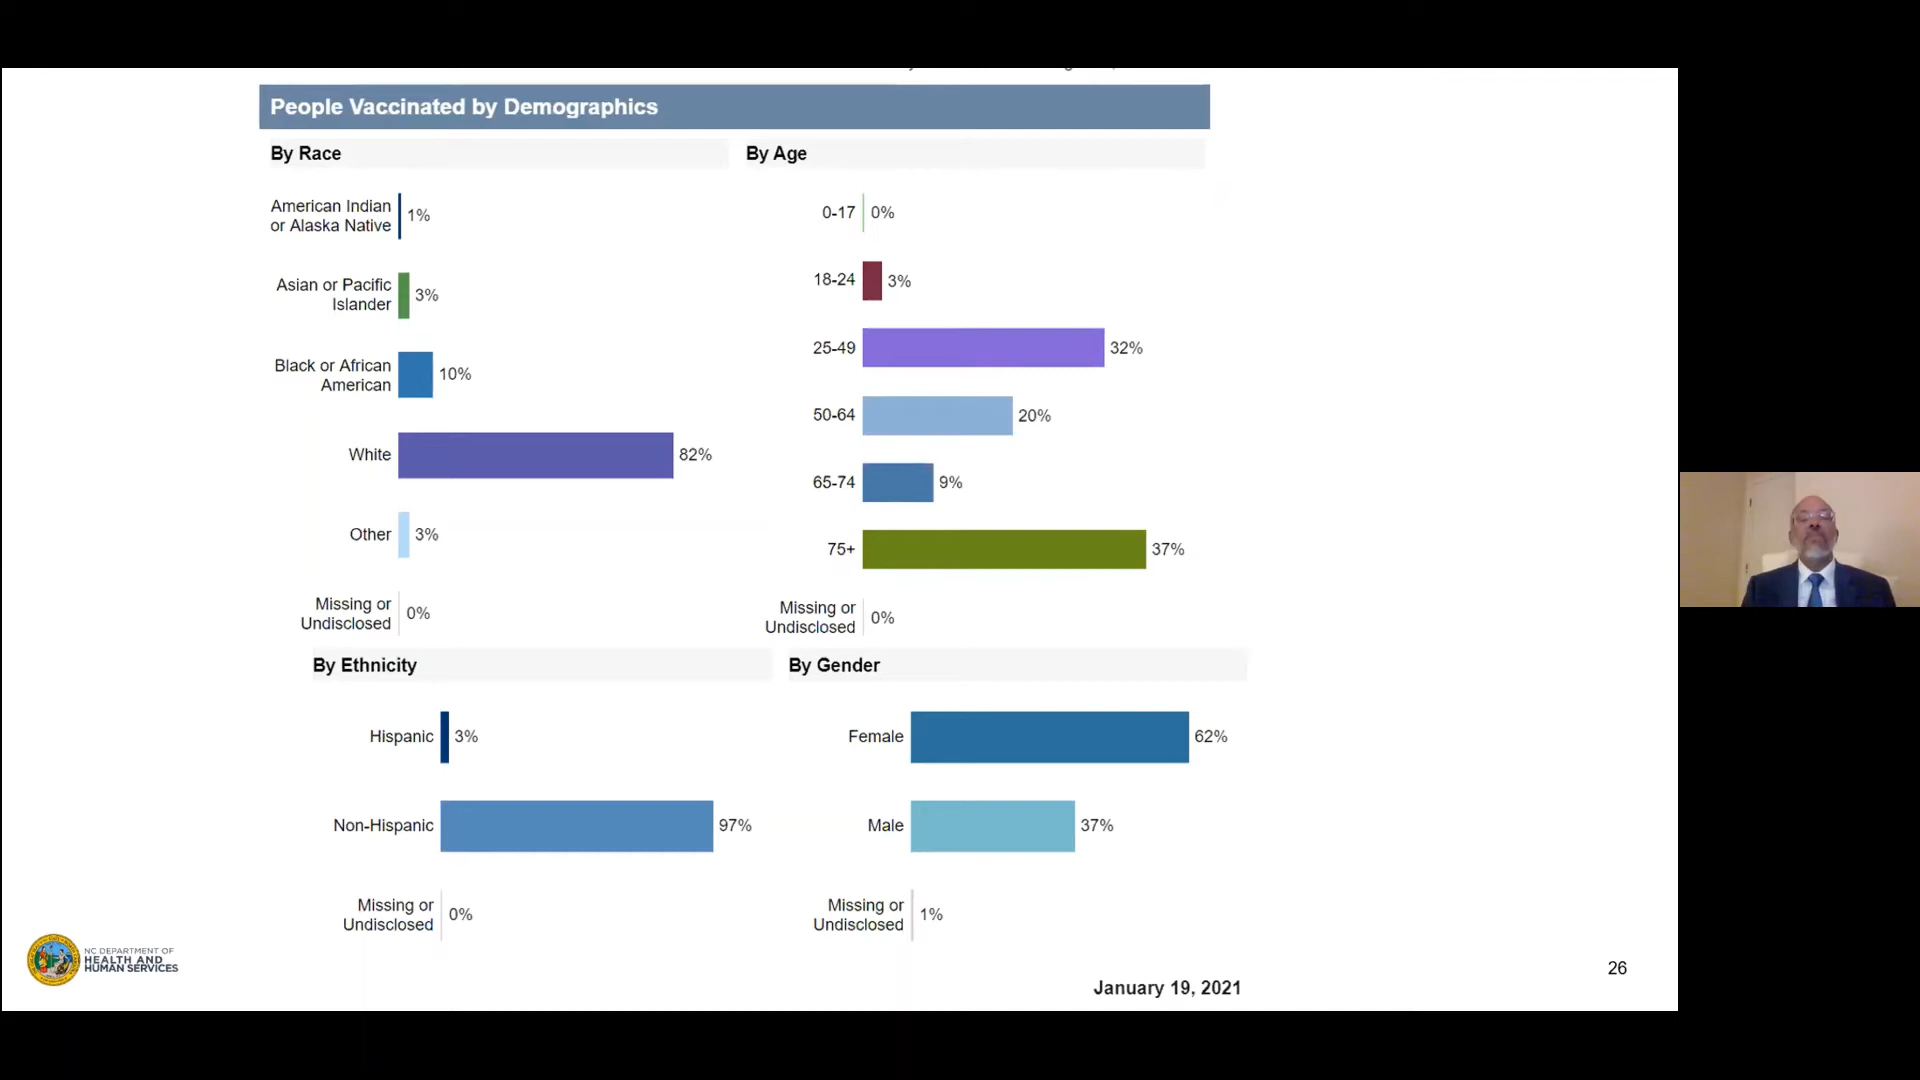 People Vaccinated by Demographics
By Race
American Indian
or Alaska Native
1%
Asian or Pacific
Islander
3%
Black or African
American
10%
White
82%
Other
3%
Missing or
Undisclosed
0%
By Age
0-17
0%
18-24
3%
25-49
32%
50-64
20%
65-74
9%
75+
37%
Missing or
Undisclosed
0%
By Ethnicity
Hispanic
3%
Non-Hispanic
97%
Missing or
Undisclosed
0%
By Gender
Female
62%
Male
37%
Missing or
Undisclosed
1%
NC DEPARTMENT OF
HEALTH AND
HUMAN SERVICES
January 19, 2021
26